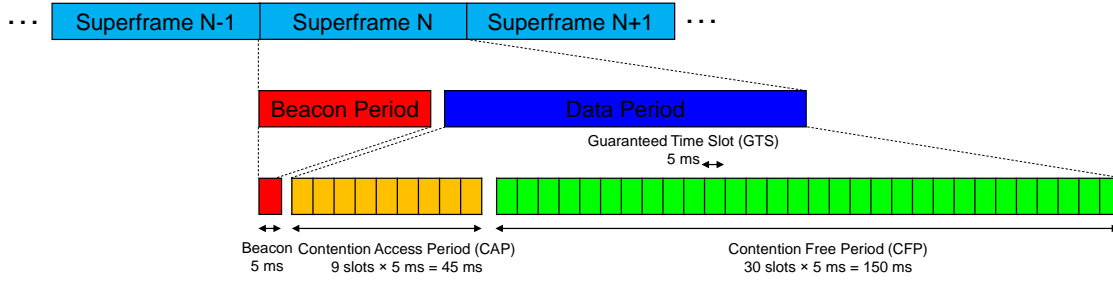 ··· Superframe N-1 Superframe N Superframe N+1 ···
Beacon Period Data Period
Guaranteed Time Slot (GTS)
5 ms
Beacon Contention Access Period (CAP) Contention Free Period (CFP)
5 ms 9 slots × 5 ms = 45 ms 30 slots × 5 ms = 150 ms